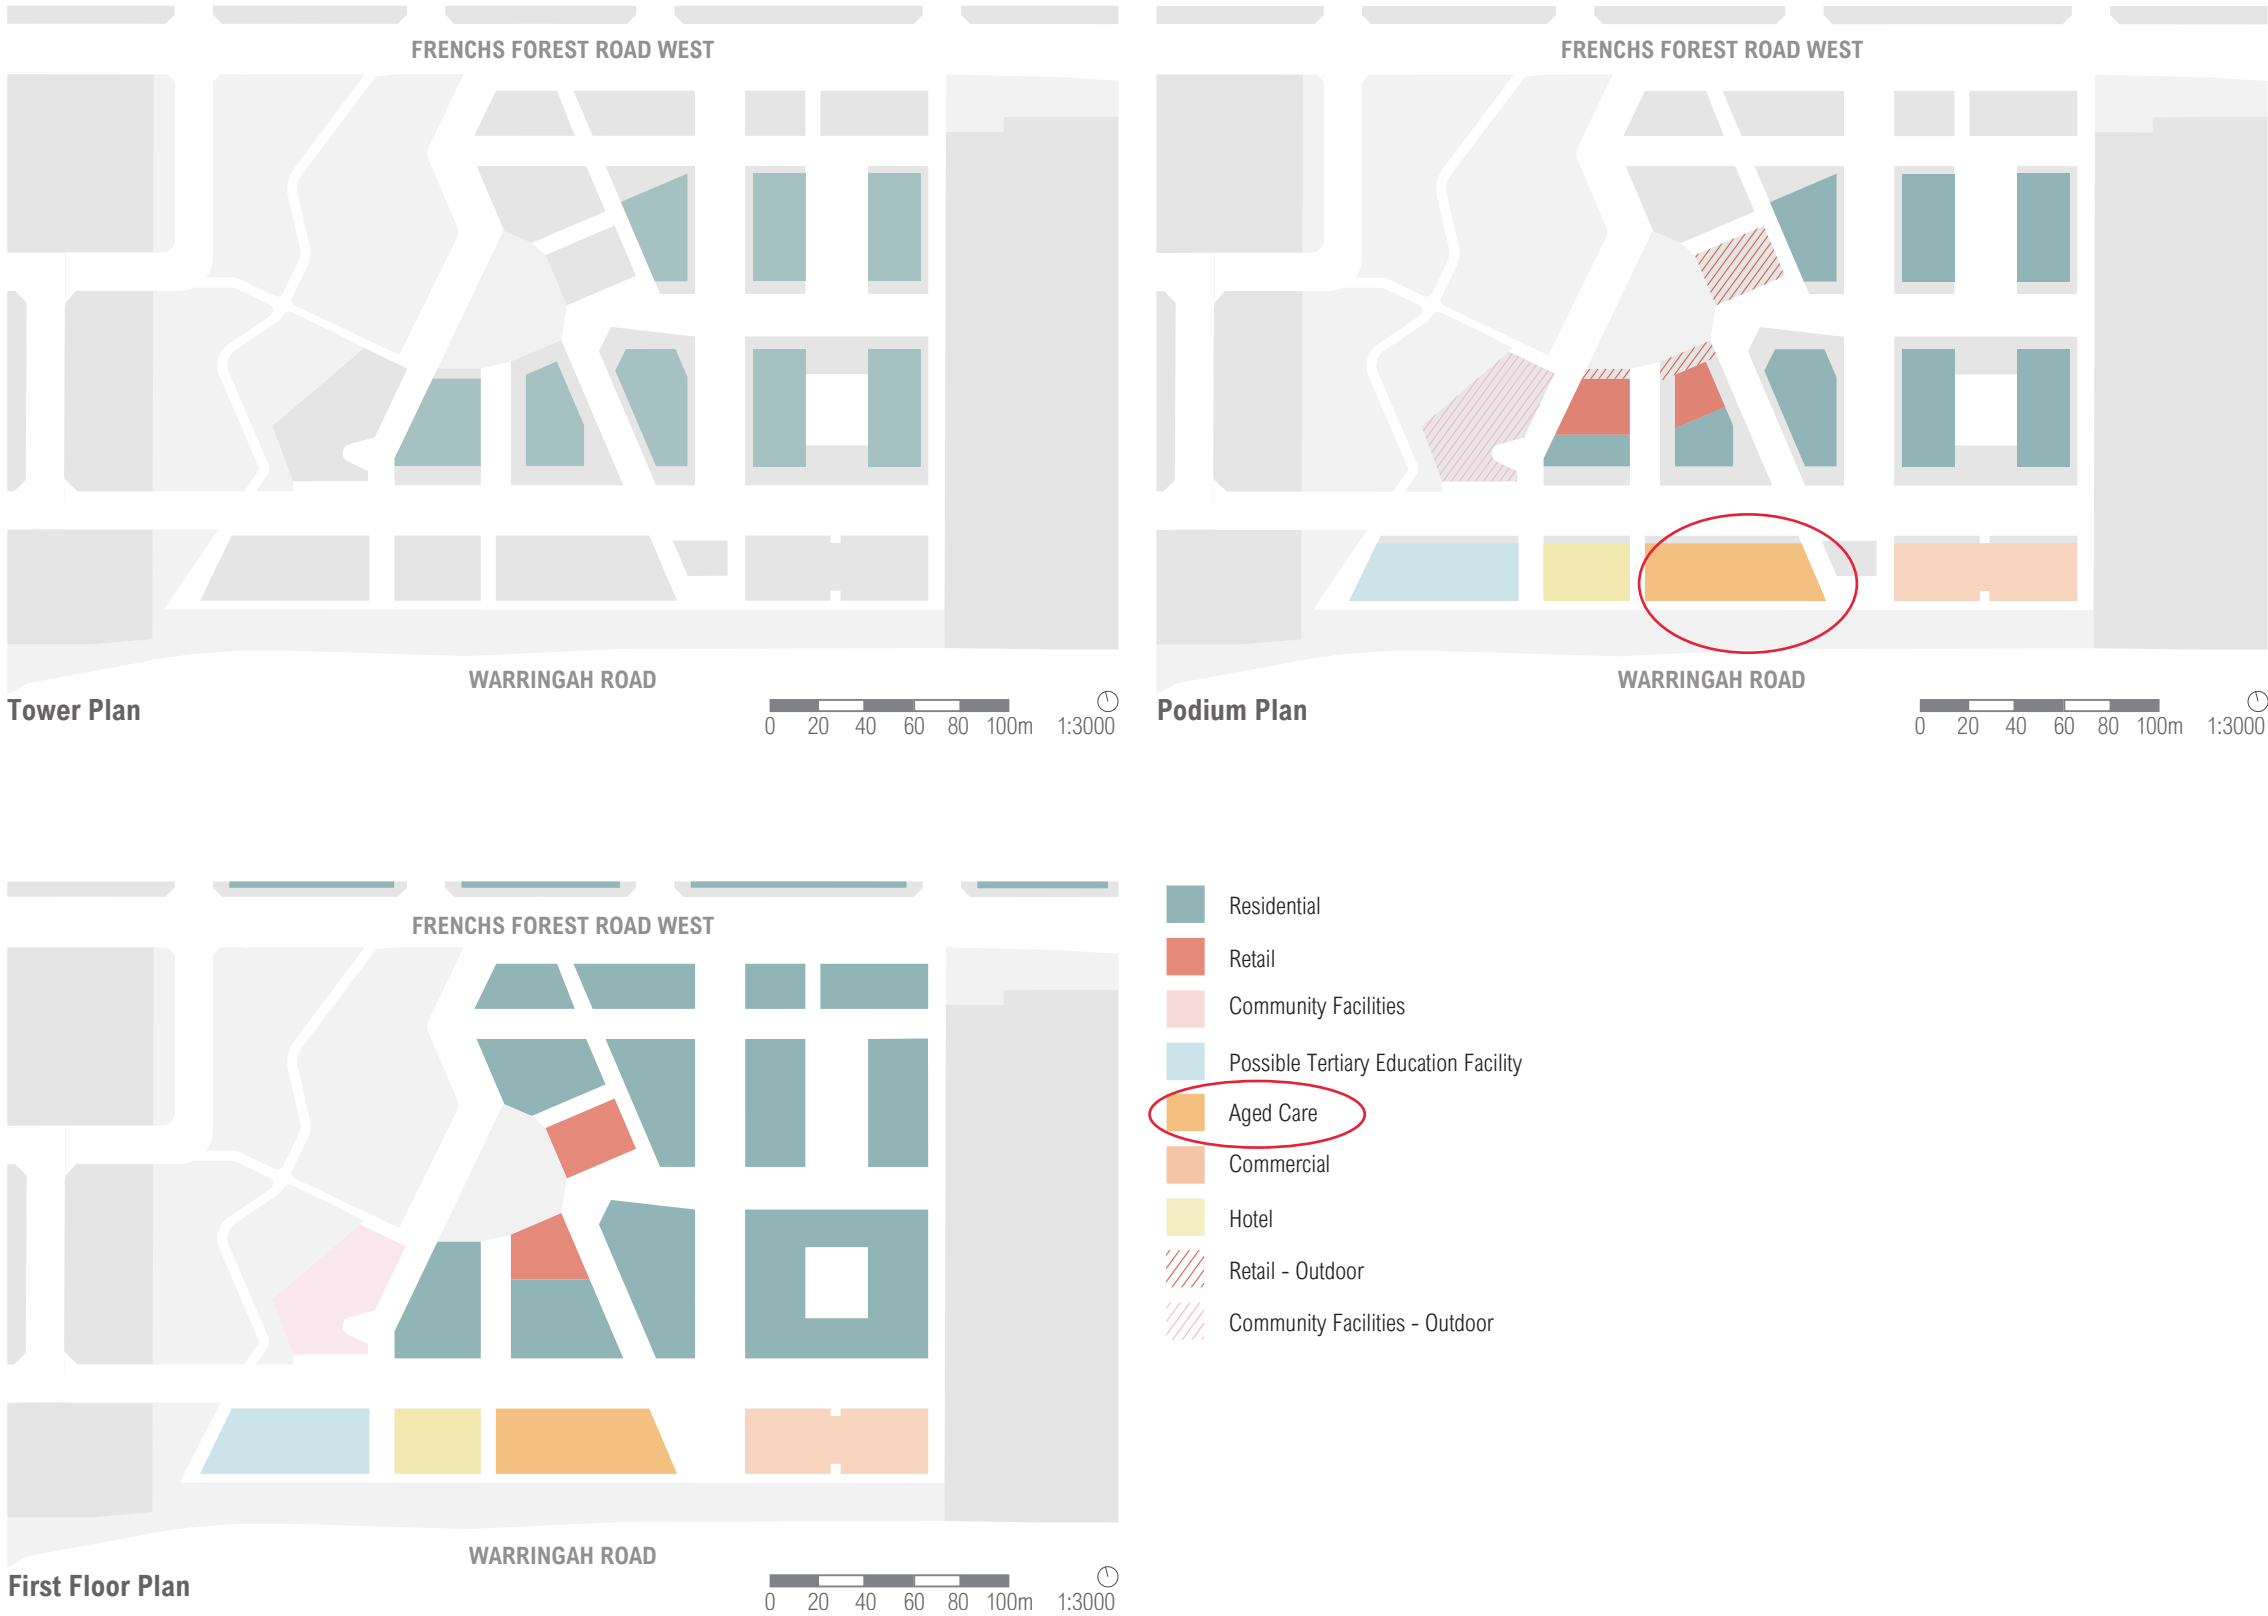 FRENCHS FOREST ROAD WEST
WARRINGAH ROAD
Tower Plan
0 20 40 60 80 100m 1:3000
FRENCHS FOREST ROAD WEST
WARRINGAH ROAD
Podium Plan
0 20 40 60 80 100m 1:3000
FRENCHS FOREST ROAD WEST
WARRINGAH ROAD
First Floor Plan
0 20 40 60 80 100m 1:3000
Residential
Retail
Community Facilities
Possible Tertiary Education Facility
Aged Care
Commercial
Hotel
Retail - Outdoor
Community Facilities - Outdoor